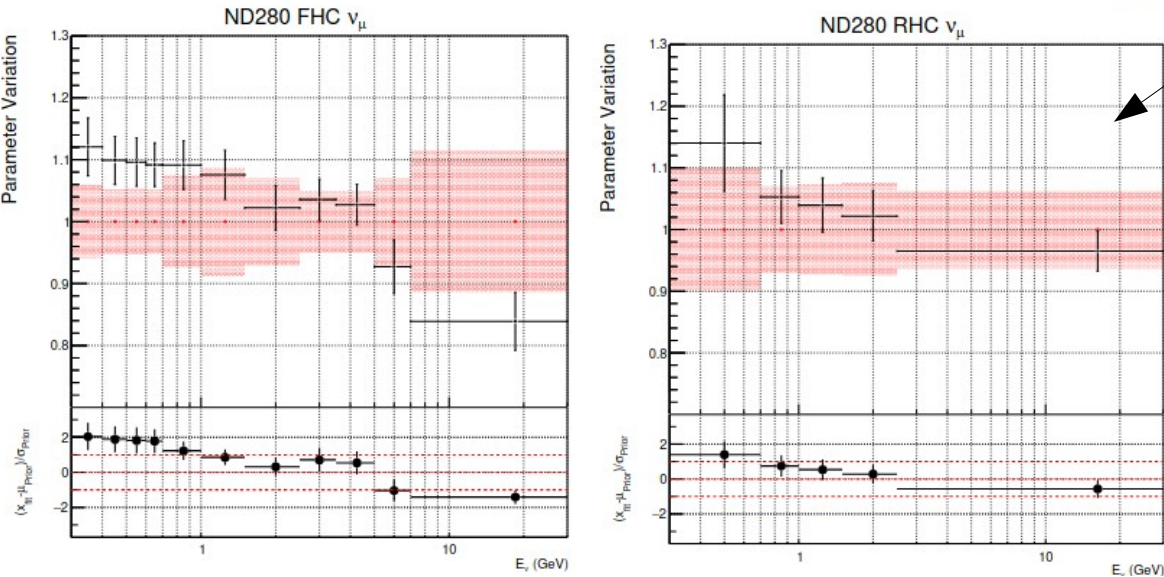 ND280 FHC νμ
Parameter Variation
1.3
1.2
1.1
1
0.9
0.8
(x_fit-μ_Prior)/σ_Prior
2
0
−2
1
10
E_ν (GeV)
ND280 RHC νμ
Parameter Variation
1.3
1.2
1.1
1
0.9
0.8
(x_fit-μ_Prior)/σ_Prior
2
0
−2
1
10
E_ν (GeV)